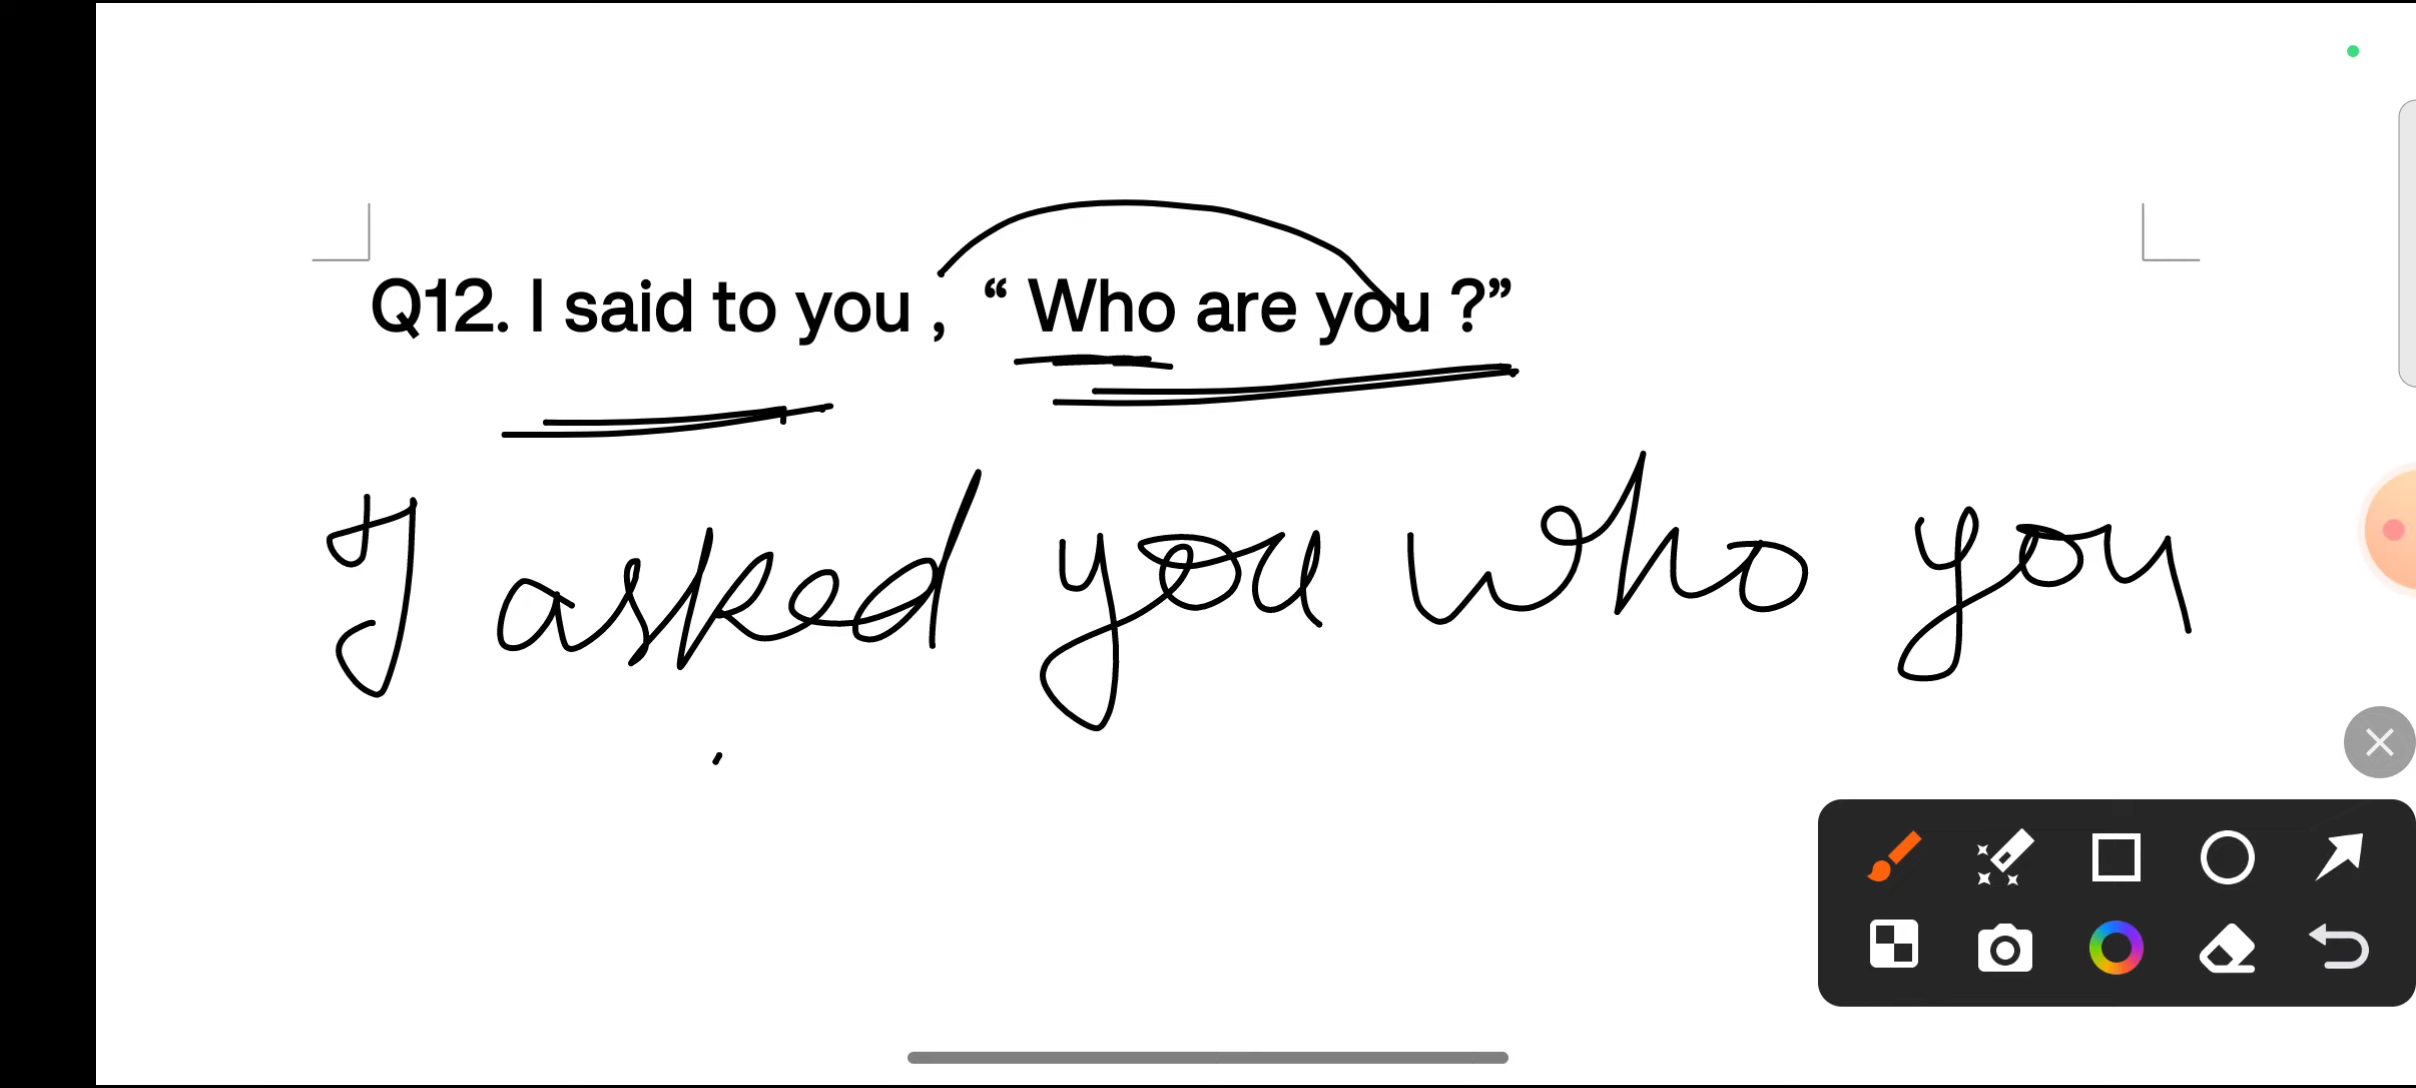 Q12. I said to you , “ Who are you ?”
I asked you who you